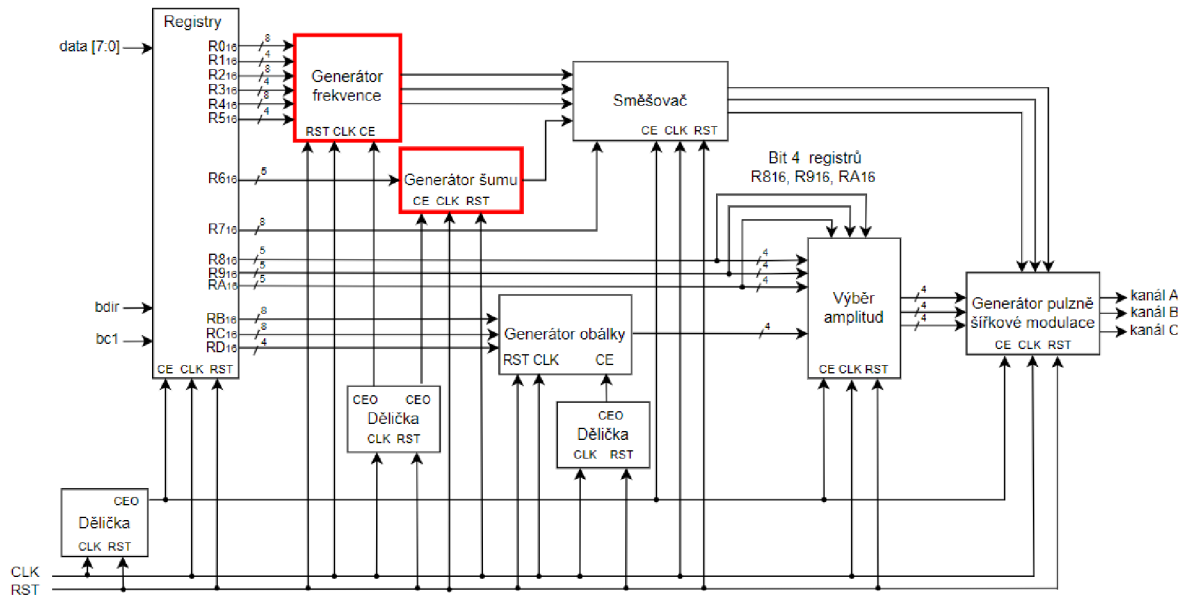 Registry
data [7:0]
R0₁₆ 8
R1₁₆ 4
R2₁₆ 8
R3₁₆ 4
R4₁₆ 8
R5₁₆ 4
Generátor
frekvence
RST CLK CE
Směšovač
CE CLK RST
Bit 4 registrů
R816, R916, RA16
R6₁₆ 5
Generátor šumu
CE CLK RST
R7₁₆ 8
R8₁₆ 5 4
R9₁₆ 5 4
RA₁₆ 5 4
Výběr
amplitud
CE CLK RST
4
4
4
Generátor pulzně
šířkové modulace
CE CLK RST
kanál A
kanál B
kanál C
bdir
bc1
RB₁₆ 8
RC₁₆ 8
RD₁₆ 4
Generátor obálky
RST CLK CE
4
CE CLK RST
CEO CEO
Dělička
CLK RST
CEO
Dělička
CLK RST
CEO
Dělička
CLK RST
CLK
RST